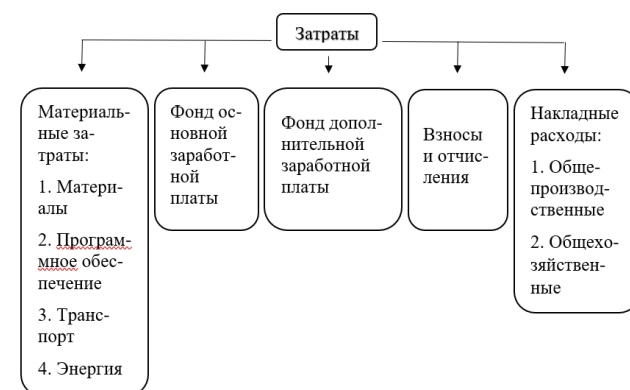 Затраты
Материаль-
ные за-
траты:
1. Матери-
алы
2. Програм-
мное обес-
печение
3. Транс-
порт
4. Энергия
Фонд ос-
новной
заработ-
ной
платы
Фонд допол-
нительной
заработной
платы
Взносы
и отчис-
ления
Накладные
расходы:
1. Обще-
производ-
ственные
2. Общехо-
зяйствен-
ные